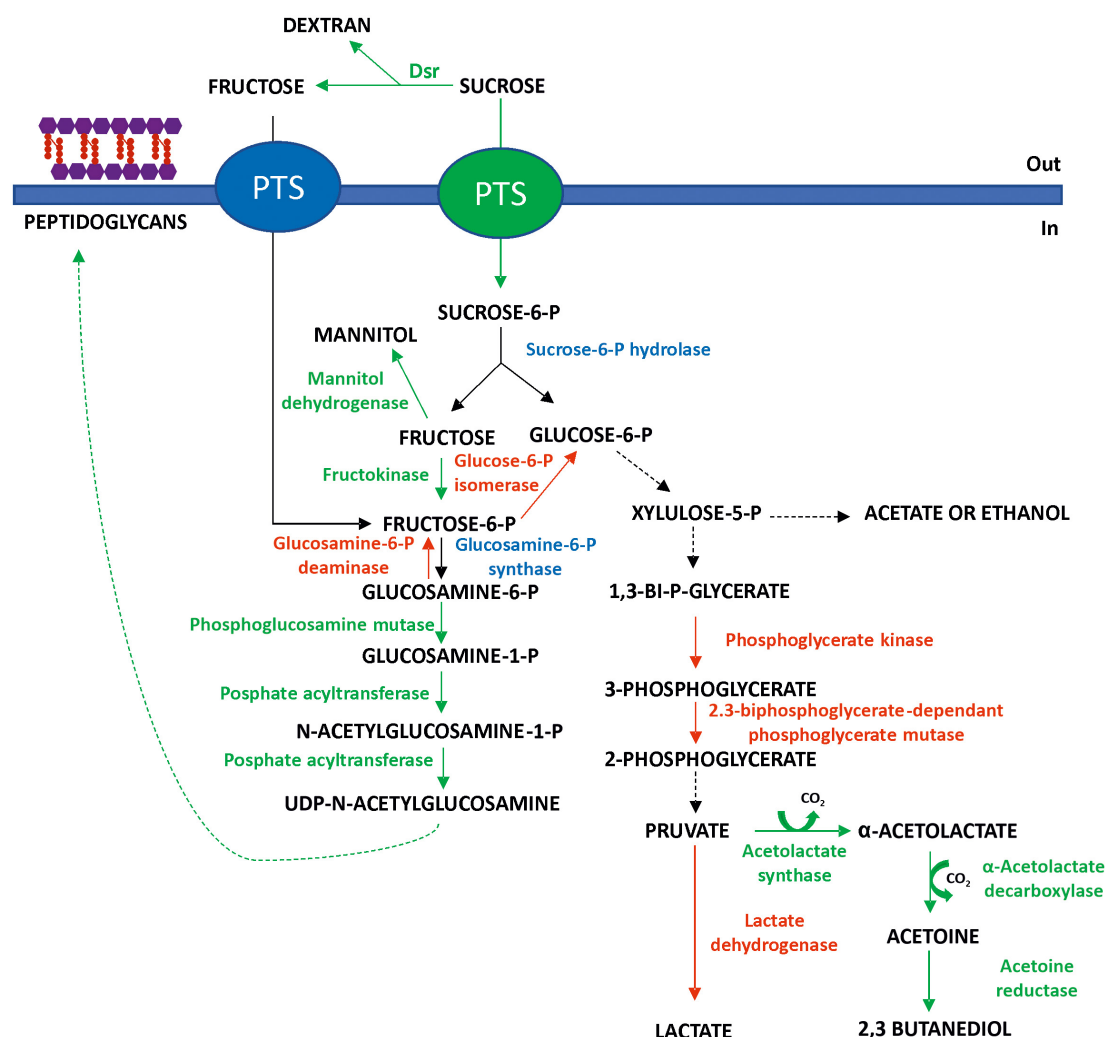 DEXTRAN
Dsr
FRUCTOSE
SUCROSE
Out
PTS
PTS
PEPTIDOGLYCANS
In
SUCROSE-6-P
MANNITOL
Sucrose-6-P hydrolase
Mannitol
dehydrogenase
FRUCTOSE
GLUCOSE-6-P
Fructokinase
Glucose-6-P
isomerase
XYLULOSE-5-P
ACETATE OR ETHANOL
FRUCTOSE-6-P
Glucosamine-6-P
deaminase
Glucosamine-6-P
synthase
GLUCOSAMINE-6-P
1,3-BI-P-GLYCERATE
Phosphoglucosamine mutase
Phosphoglycerate kinase
GLUCOSAMINE-1-P
3-PHOSPHOGLYCERATE
Posphate acyltransferase
2.3-biphosphoglycerate-dependant
phosphoglycerate mutase
N-ACETYLGLUCOSAMINE-1-P
2-PHOSPHOGLYCERATE
Posphate acyltransferase
UDP-N-ACETYLGLUCOSAMINE
CO2
PRUVATE
α-ACETOLACTATE
Acetolactate
synthase
α-Acetolactate
decarboxylase
CO2
Lactate
dehydrogenase
ACETOINE
Acetoine
reductase
LACTATE
2,3 BUTANEDIOL